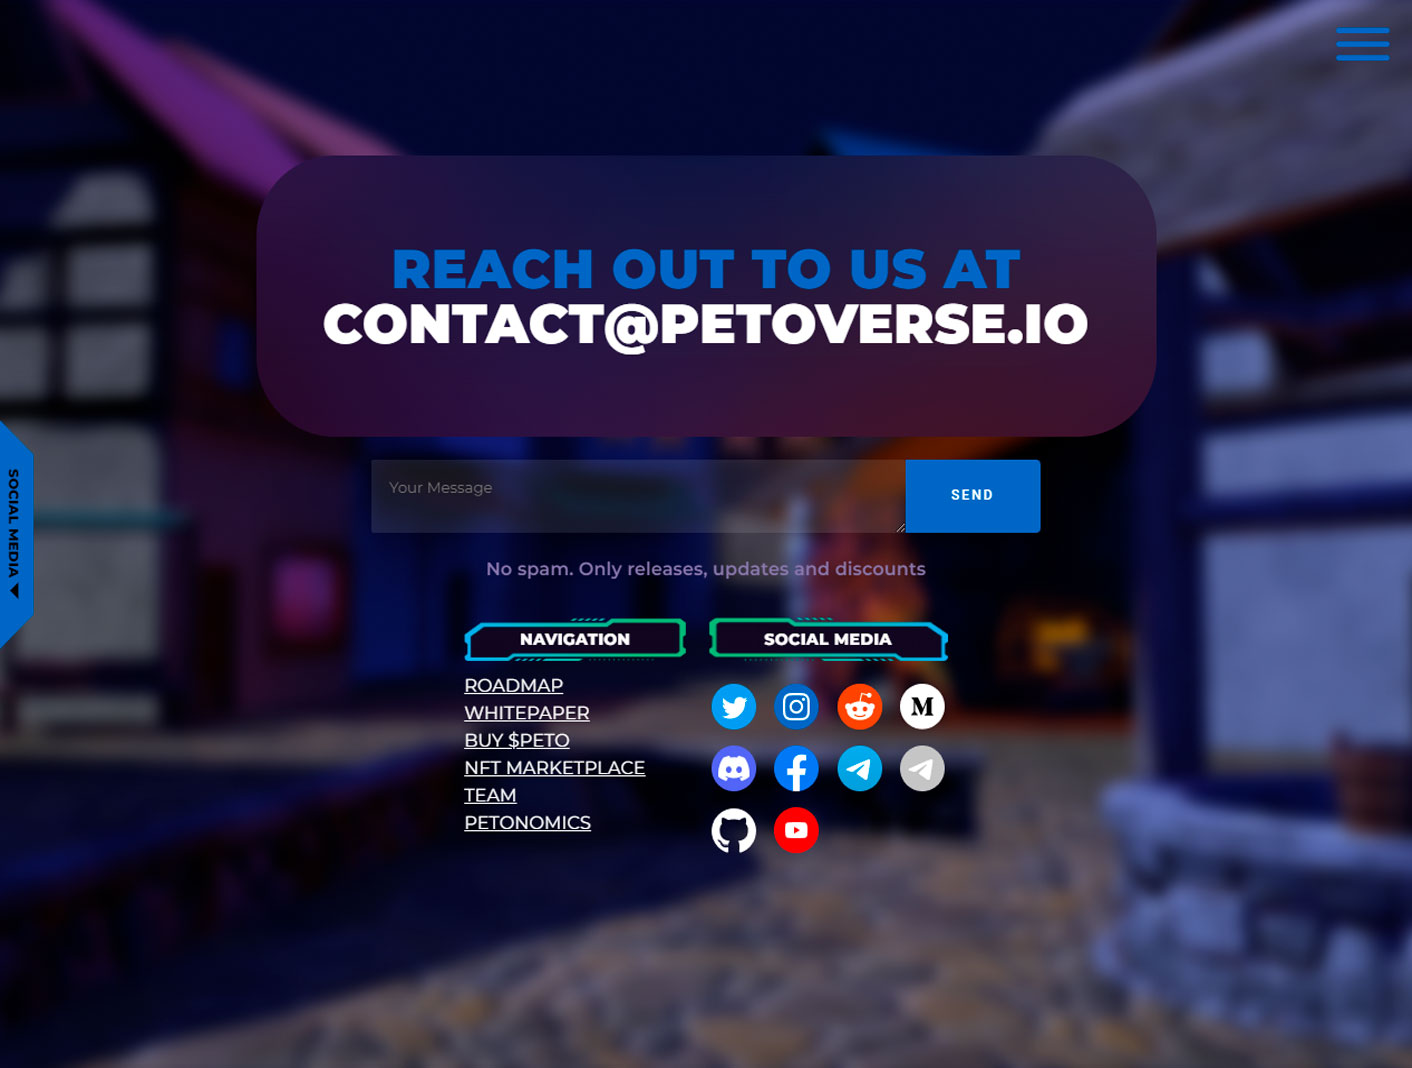 REACH OUT TO US AT
CONTACT@PETOVERSE.IO
SOCIAL MEDIA
Your Message
SEND
No spam. Only releases, updates and discounts
NAVIGATION
ROADMAP
WHITEPAPER
BUY $PETO
NFT MARKETPLACE
TEAM
PETONOMICS
SOCIAL MEDIA
M